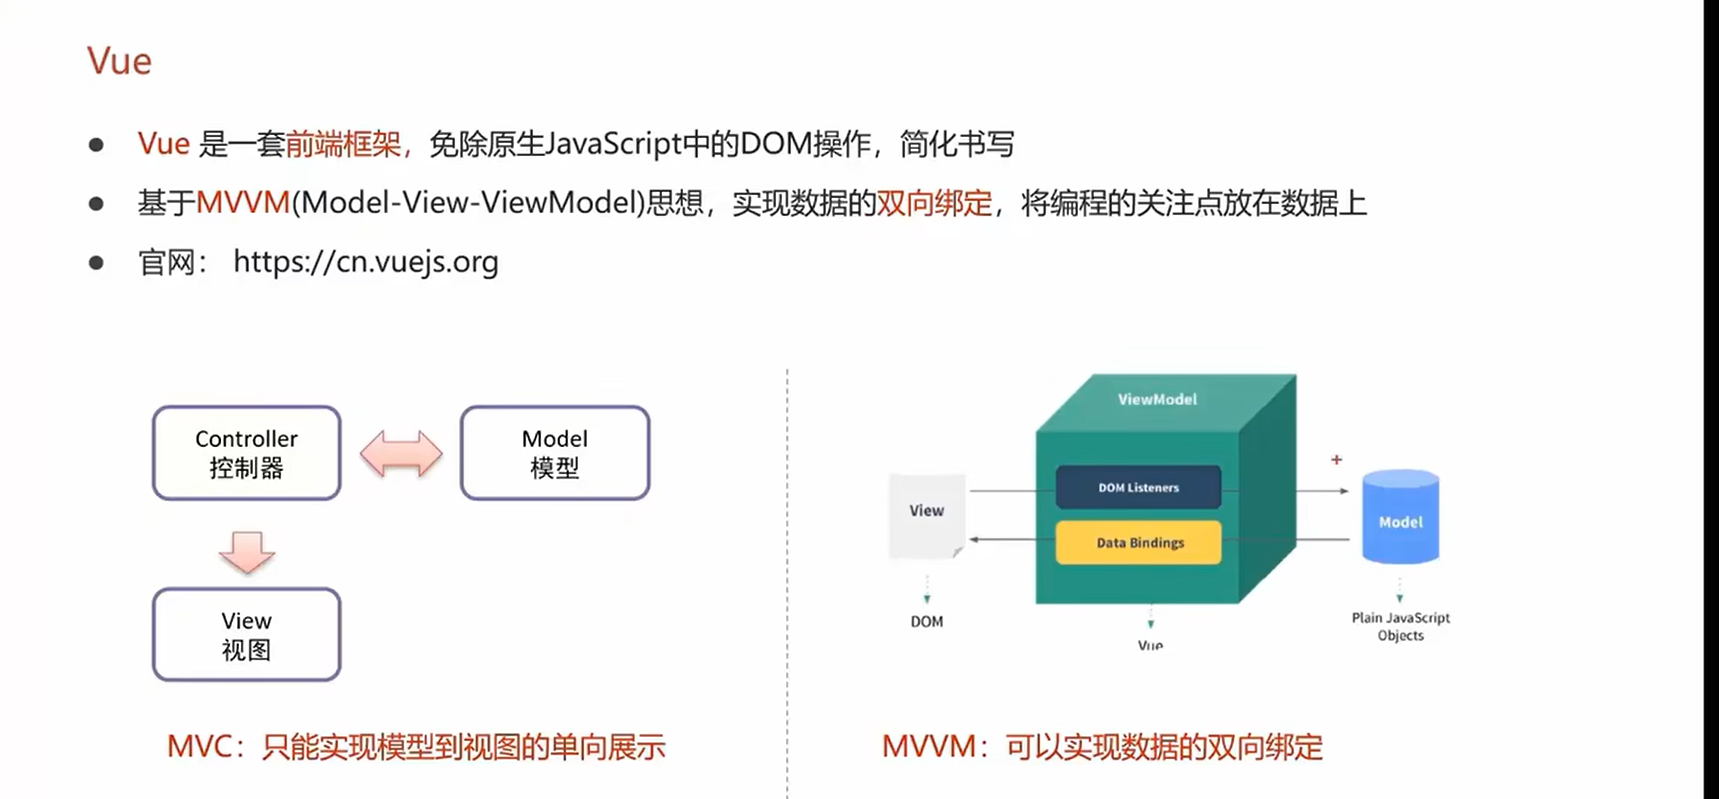 Vue
Vue 是一套前端框架，免除原生JavaScript中的DOM操作，简化书写
基于MVVM(Model-View-ViewModel)思想，实现数据的双向绑定，将编程的关注点放在数据上
官网： https://cn.vuejs.org
Controller
控制器
Model
模型
View
视图
MVC：只能实现模型到视图的单向展示
ViewModel
DOM Listeners
View
Model
Data Bindings
DOM
Vue
Plain JavaScript
Objects
MVVM：可以实现数据的双向绑定